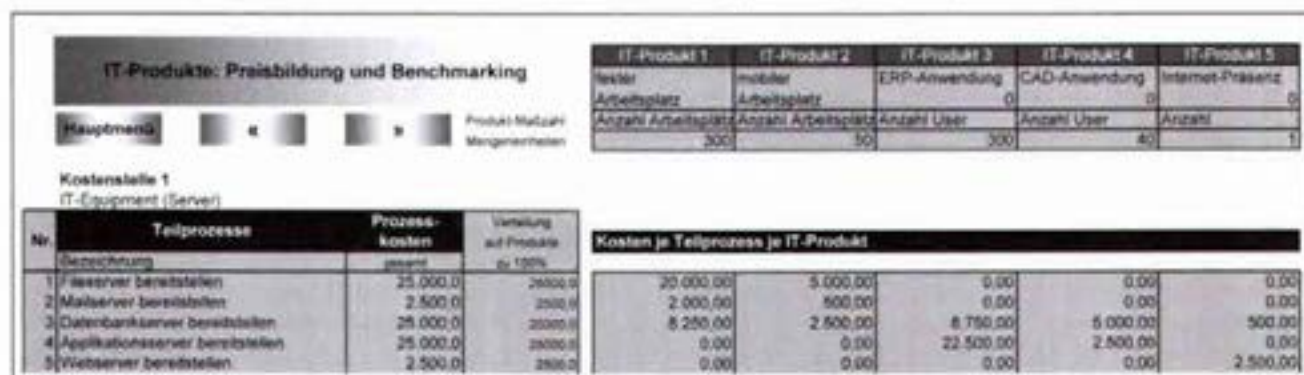 IT-Produkte: Preisbildung und Benchmarking
Hauptmenü « »
Produkt-Maßzahl
Mengeneinheiten
IT-Produkt 1 IT-Produkt 2 IT-Produkt 3 IT-Produkt 4 IT-Produkt 5
fester mobiler ERP-Anwendung CAD-Anwendung Internet-Präsenz
Arbeitsplatz Arbeitsplatz 0 0 0
Anzahl Arbeitsplätz Anzahl Arbeitsplätz Anzahl User Anzahl User Anzahl
300 50 300 40 1
Kostenstelle 1
IT-Equipment (Server)
Nr. Teilprozesse Prozess-kosten Verteilung auf Produkte Kosten je Teilprozess je IT-Produkt
Bezeichnung gesamt zu 100%
1 Fileserver bereitstellen 25.000,0 25000,0 20.000,00 5.000,00 0,00 0,00 0,00
2 Mailserver bereitstellen 2.500,0 2500,0 2.000,00 500,00 0,00 0,00 0,00
3 Datenbankserver bereitstellen 25.000,0 25000,0 8.250,00 2.500,00 8.750,00 5.000,00 500,00
4 Applikationsserver bereitstellen 25.000,0 25000,0 0,00 0,00 22.500,00 2.500,00 0,00
5 Webserver bereitstellen 2.500,0 2500,0 0,00 0,00 0,00 0,00 2.500,00